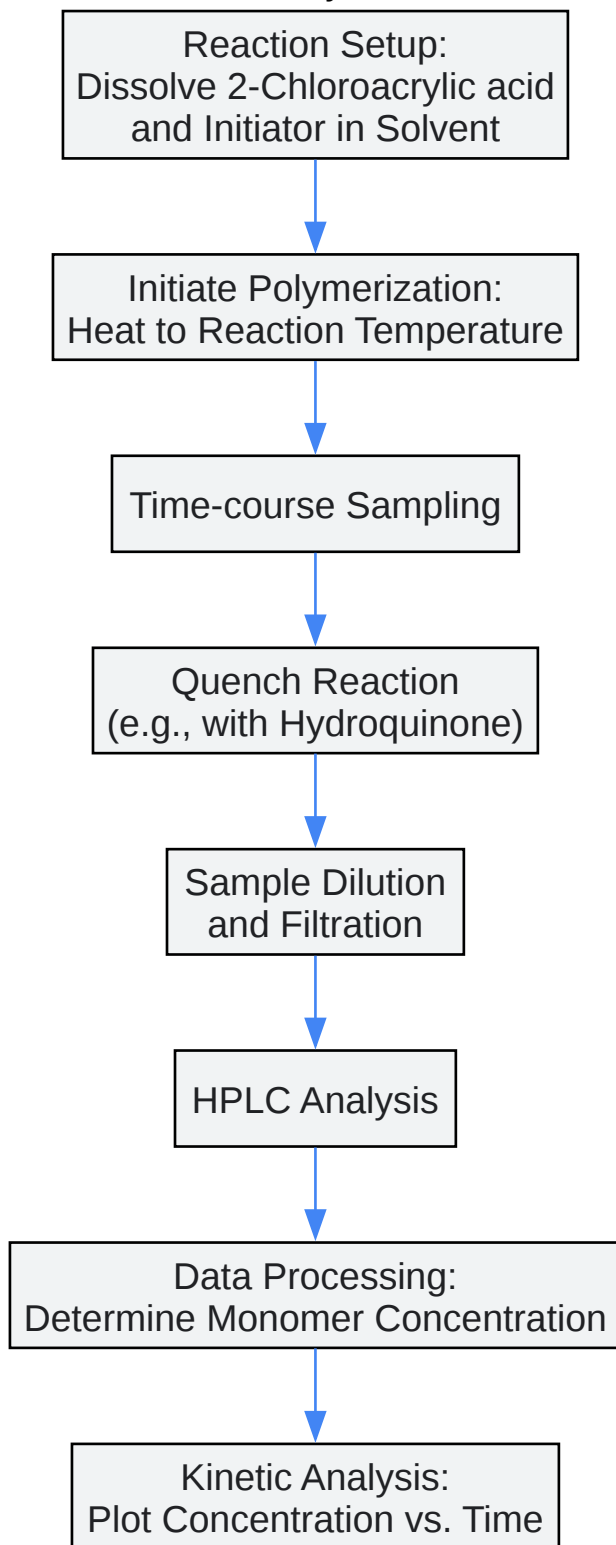 Reaction Setup:
Dissolve 2-Chloroacrylic acid
and Initiator in Solvent
Initiate Polymerization:
Heat to Reaction Temperature
Time-course Sampling
Quench Reaction
(e.g., with Hydroquinone)
Sample Dilution
and Filtration
HPLC Analysis
Data Processing:
Determine Monomer Concentration
Kinetic Analysis:
Plot Concentration vs. Time